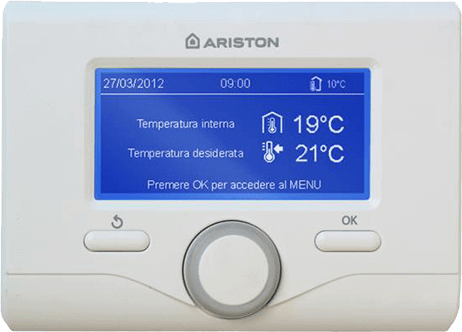 ARISTON
27/03/2012 09:00 10°C
Temperatura interna 19°C
Temperatura desiderata 21°C
Premere OK per accedere al MENU
OK